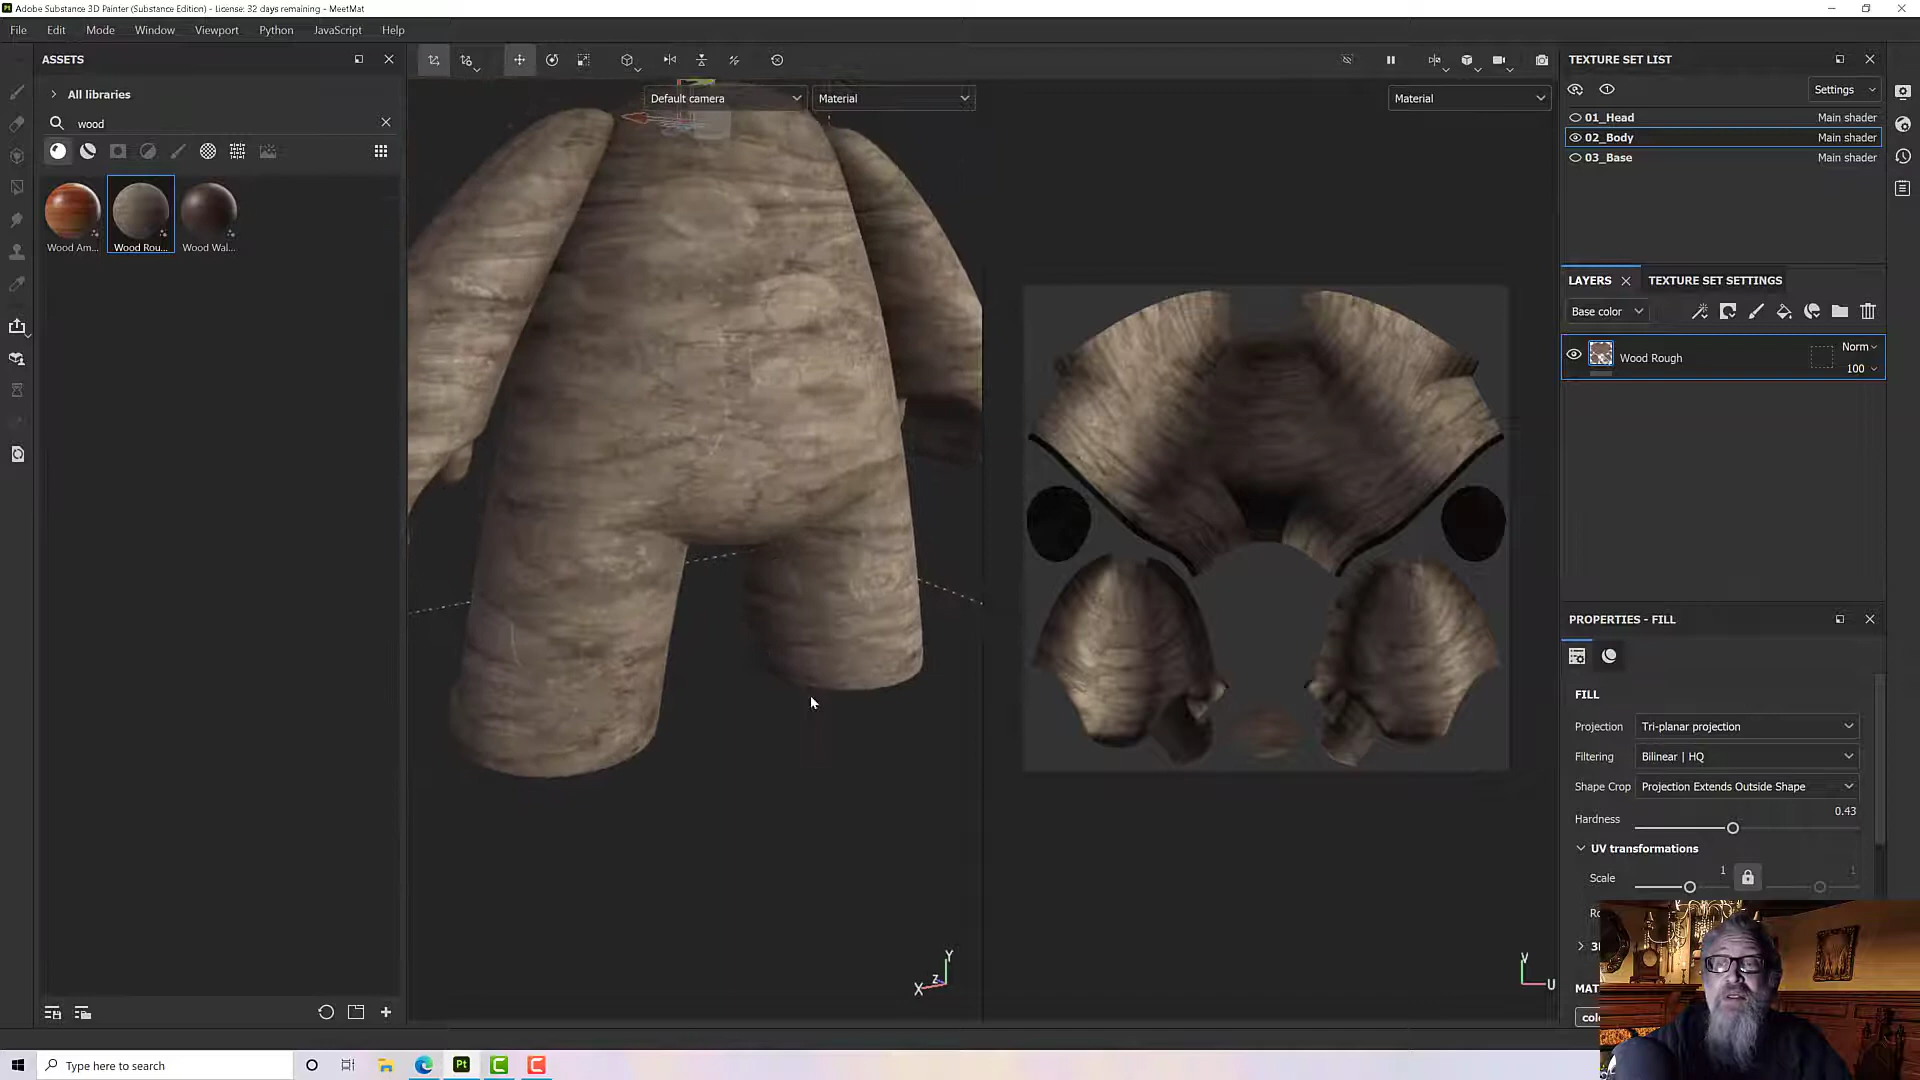 Pt Adobe Substance 3D Painter (Substance Edition) - License: 32 days remaining - MeetMat
File Edit Mode Window Viewport Python JavaScript Help
ASSETS
All libraries
wood
Wood Am... Wood Rou... Wood Wal...
Default camera
Material
Material
TEXTURE SET LIST
Settings
01_Head Main shader
02_Body Main shader
03_Base Main shader
LAYERS TEXTURE SET SETTINGS
Base color
Wood Rough
Norm
100
PROPERTIES - FILL
FILL
Projection Tri-planar projection
Filtering Bilinear | HQ
Shape Crop Projection Extends Outside Shape
Hardness 0.43
UV transformations
Scale 1 1
X Y Z
V U
Type here to search
Pt